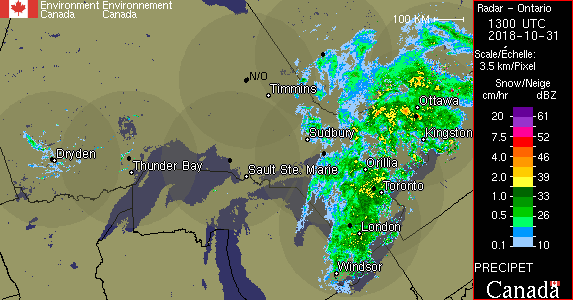 Environment Environnement
Canada Canada
100 KM
N/O
Timmins
Ottawa
Sudbury
Kingston
Dryden
Thunder Bay
Sault Ste. Marie
Orillia
Toronto
London
Windsor
Radar - Ontario
1300 UTC
2018-10-31
Scale/Échelle:
3.5 km/Pixel
Snow/Neige
cm/hr dBZ
20 61
7.5 52
4.0 46
2.0 39
1.0 33
0.5 26
0.1 10
PRECIPET
Canada